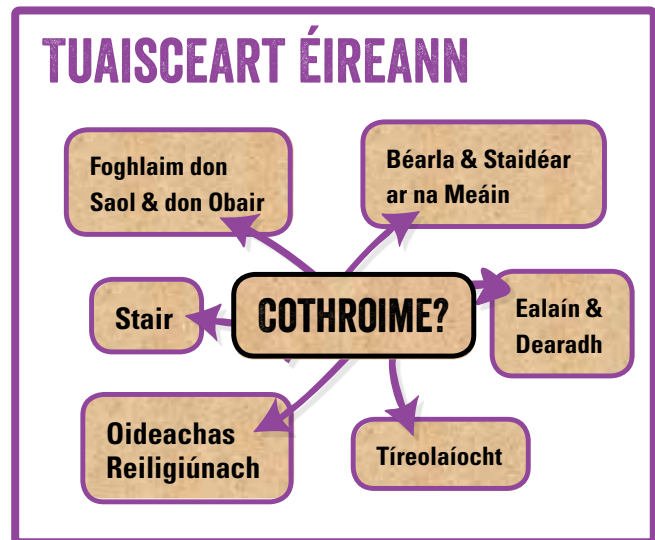 TUAISCEART ÉIREANN
Foghlaim don
Saol & don Obair
Béarla & Staidéar
ar na Meáin
Stair
COTHROIME?
Ealaín &
Dearadh
Oideachas
Reiligiúnach
Tíreolaíocht